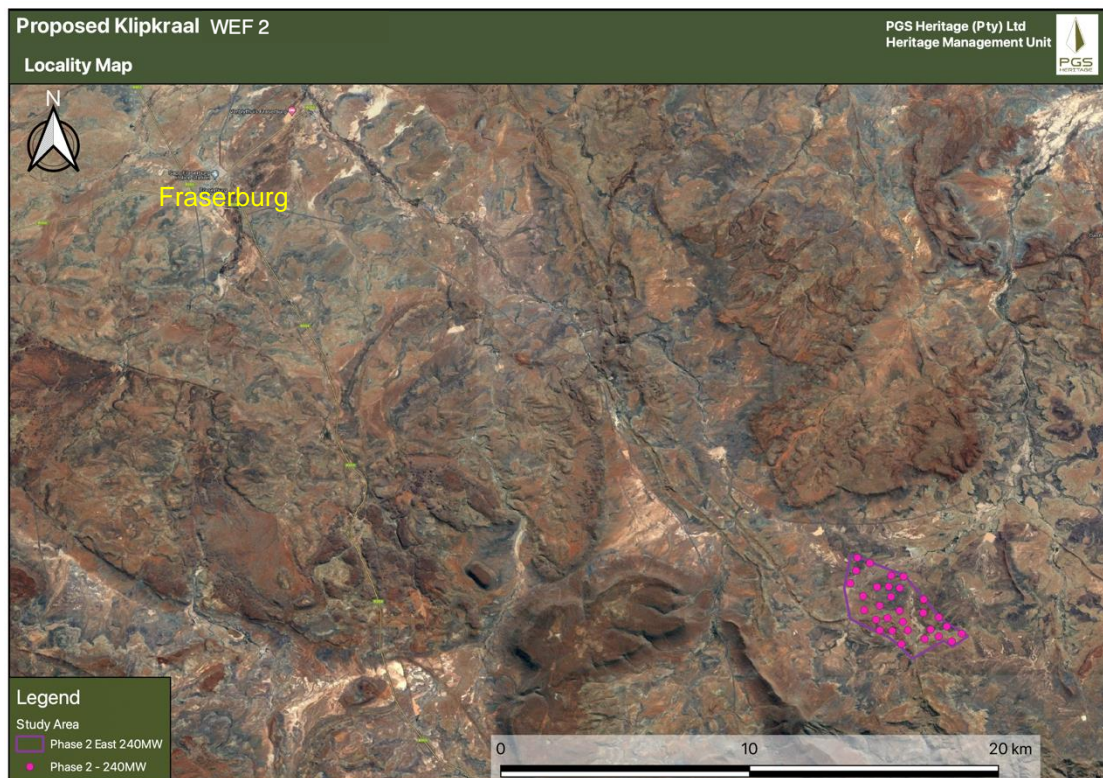 Proposed Klipkraal WEF 2
Locality Map
PGS Heritage (Pty) Ltd
Heritage Management Unit
PGS
HERITAGE
N
Fraserburg
Legend
Study Area
Phase 2 East 240MW
Phase 2 - 240MW
0 10 20 km